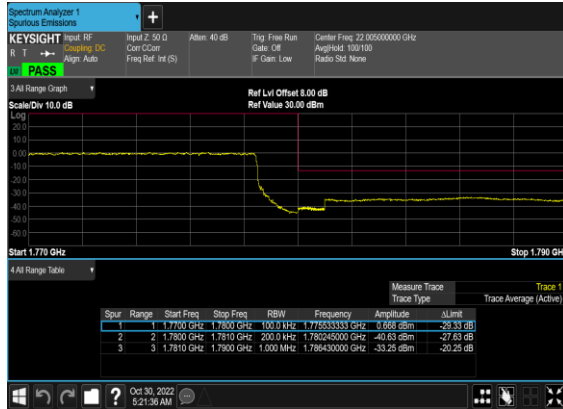 Spectrum Analyzer 1
Spurious Emissions
+
KEYSIGHT Input: RF Input Z: 50 Ω Atten: 40 dB Trig: Free Run Center Freq: 22.005000000 GHz
R T Coupling: DC Corr CCorr Gate: Off Avg|Hold: 100/100
Align: Auto Freq Ref: Int (S) IF Gain: Low Radio Std: None
PASS
3 All Range Graph
Ref Lvl Offset 8.00 dB
Scale/Div 10.0 dB Ref Value 30.00 dBm
Log
20.0
10.0
0.00
-10.0
-20.0
-30.0
-40.0
-50.0
-60.0
Start 1.770 GHz Stop 1.790 GH
4 All Range Table
Measure Trace Trace 1
Trace Type Trace Average (Active)
Spur Range Start Freq Stop Freq RBW Frequency Amplitude ΔLimit
1 1 1.7700 GHz 1.7800 GHz 100.0 kHz 1.775533333 GHz 0.668 dBm -29.33 dB
2 2 1.7800 GHz 1.7810 GHz 200.0 kHz 1.780245000 GHz -40.63 dBm -27.63 dB
3 3 1.7810 GHz 1.7900 GHz 1.000 MHz 1.786430000 GHz -33.25 dBm -20.25 dB
? Oct 30, 2022
5:21:36 AM